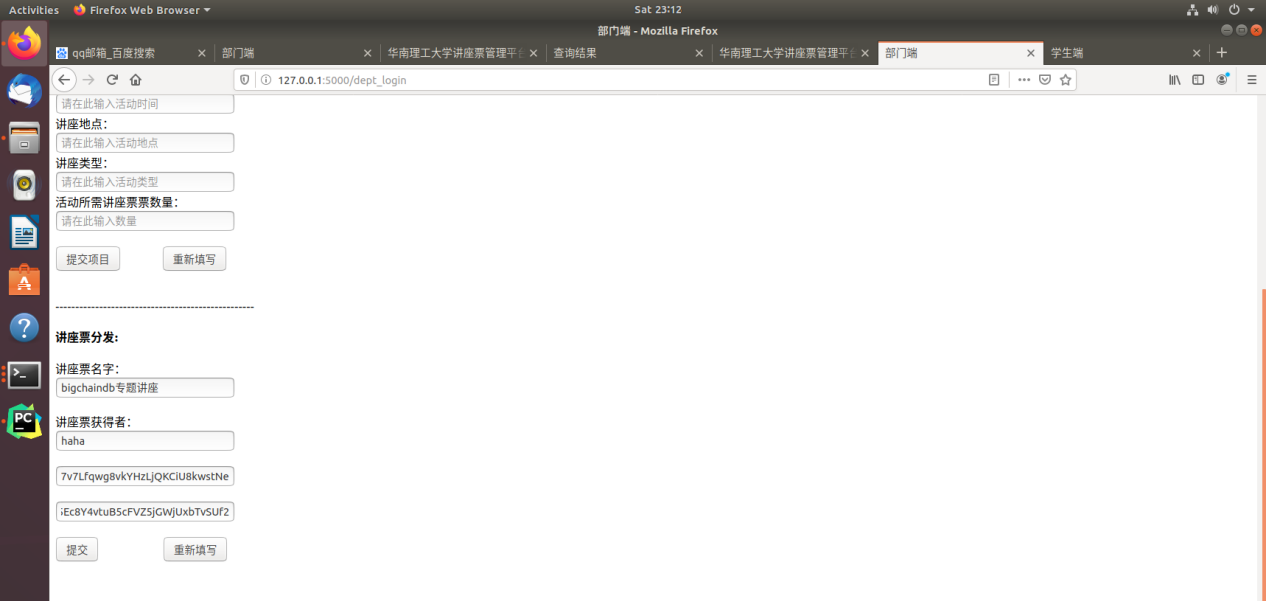 Activities Firefox Web Browser Sat 23:12
部门端 - Mozilla Firefox
qq邮箱_百度搜索 部门端 华南理工大学讲座票管理平台 查询结果 华南理工大学讲座票管理平台 部门端 学生端
127.0.0.1:5000/dept_login
请在此输入活动时间
讲座地点：
请在此输入活动地点
讲座类型：
请在此输入活动类型
活动所需讲座票票数量：
请在此输入数量
提交项目 重新填写
--------------------------------------------------
讲座票分发:
讲座票名字：
bigchaindb专题讲座
讲座票获得者：
haha
7v7Lfqwg8vkYHzLjQKCiU8kwstNe
Ec8Y4vtuB5cFVZ5jGWjUxbTvSUf2
提交 重新填写
PC